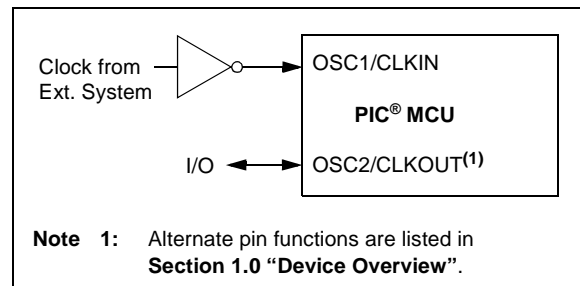 Clock from
Ext. System
OSC1/CLKIN
PIC® MCU
I/O
OSC2/CLKOUT(1)
Note 1: Alternate pin functions are listed in
Section 1.0 “Device Overview”.